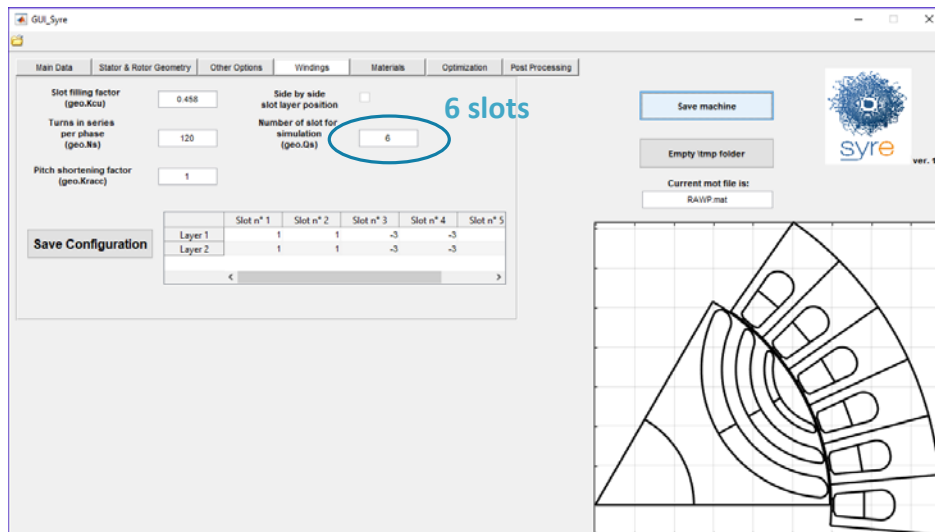 GUI_Syre
Main Data
Stator & Rotor Geometry
Other Options
Windings
Materials
Optimization
Post Processing
Slot filling factor
(geo.Kcu)
0.458
Side by side
slot layer position
6 slots
Turns in series
per phase
(geo.Ns)
120
Number of slot for
simulation
(geo.Qs)
6
Pitch shortening factor
(geo.Kracc)
1
Save machine
Empty \tmp folder
Current mot file is:
RAWP.mat
syre
ver. 1
Save Configuration
Slot n° 1 Slot n° 2 Slot n° 3 Slot n° 4 Slot n° 5
Layer 1 1 1 -3 -3
Layer 2 1 1 -3 -3